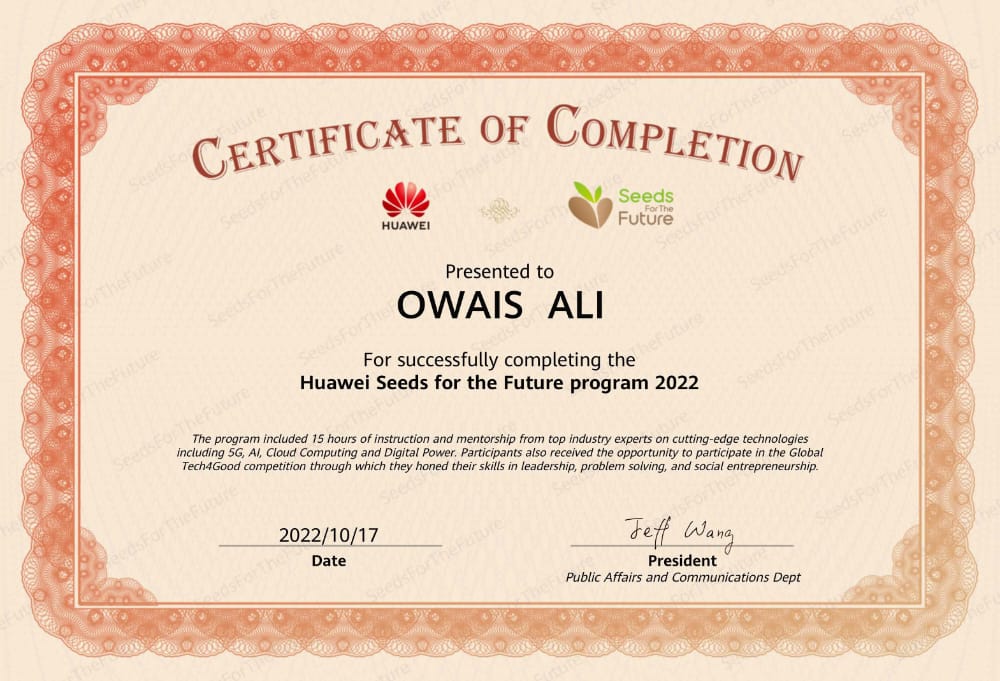 CERTIFICATE OF COMPLETION
HUAWEI
Seeds
ForThe
Future
Presented to
OWAIS ALI
For successfully completing the
Huawei Seeds for the Future program 2022
The program included 15 hours of instruction and mentorship from top industry experts on cutting-edge technologies
including 5G, AI, Cloud Computing and Digital Power. Participants also received the opportunity to participate in the Global
Tech4Good competition through which they honed their skills in leadership, problem solving, and social entrepreneurship.
2022/10/17
Date
Jeff Wang
President
Public Affairs and Communications Dept
SeedsForTheFuture